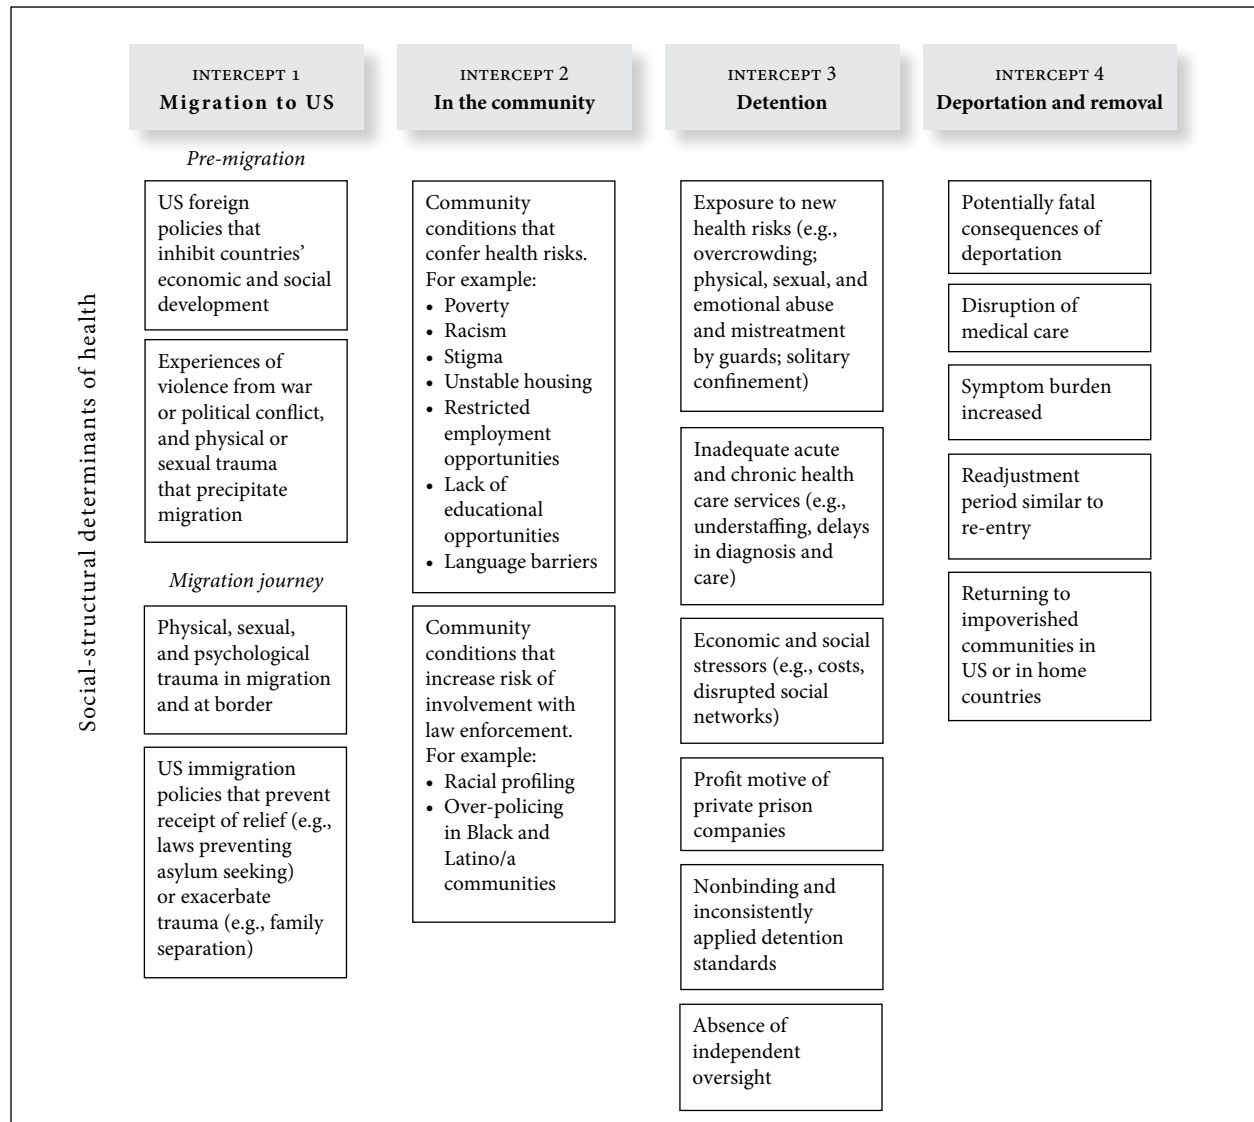 Social-structural determinants of health
INTERCEPT 1
Migration to US
Pre-migration
US foreign
policies that
inhibit countries’
economic and social
development
Experiences of
violence from war
or political conflict,
and physical or
sexual trauma
that precipitate
migration
Migration journey
Physical, sexual,
and psychological
trauma in migration
and at border
US immigration
policies that prevent
receipt of relief (e.g.,
laws preventing
asylum seeking)
or exacerbate
trauma (e.g., family
separation)
INTERCEPT 2
In the community
Community
conditions that
confer health risks.
For example:
• Poverty
• Racism
• Stigma
• Unstable housing
• Restricted
employment
opportunities
• Lack of
educational
opportunities
• Language barriers
Community
conditions that
increase risk of
involvement with
law enforcement.
For example:
• Racial profiling
• Over-policing
in Black and
Latino/a
communities
INTERCEPT 3
Detention
Exposure to new
health risks (e.g.,
overcrowding;
physical, sexual, and
emotional abuse
and mistreatment
by guards; solitary
confinement)
Inadequate acute
and chronic health
care services (e.g.,
understaffing, delays
in diagnosis and
care)
Economic and social
stressors (e.g., costs,
disrupted social
networks)
Profit motive of
private prison
companies
Nonbinding and
inconsistently
applied detention
standards
Absence of
independent
oversight
INTERCEPT 4
Deportation and removal
Potentially fatal
consequences of
deportation
Disruption of
medical care
Symptom burden
increased
Readjustment
period similar to
re-entry
Returning to
impoverished
communities in
US or in home
countries